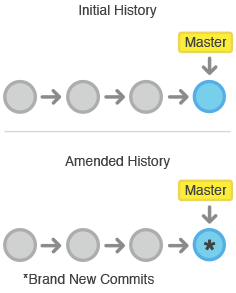 Initial History
Master
Amended History
Master
*
*Brand New Commits